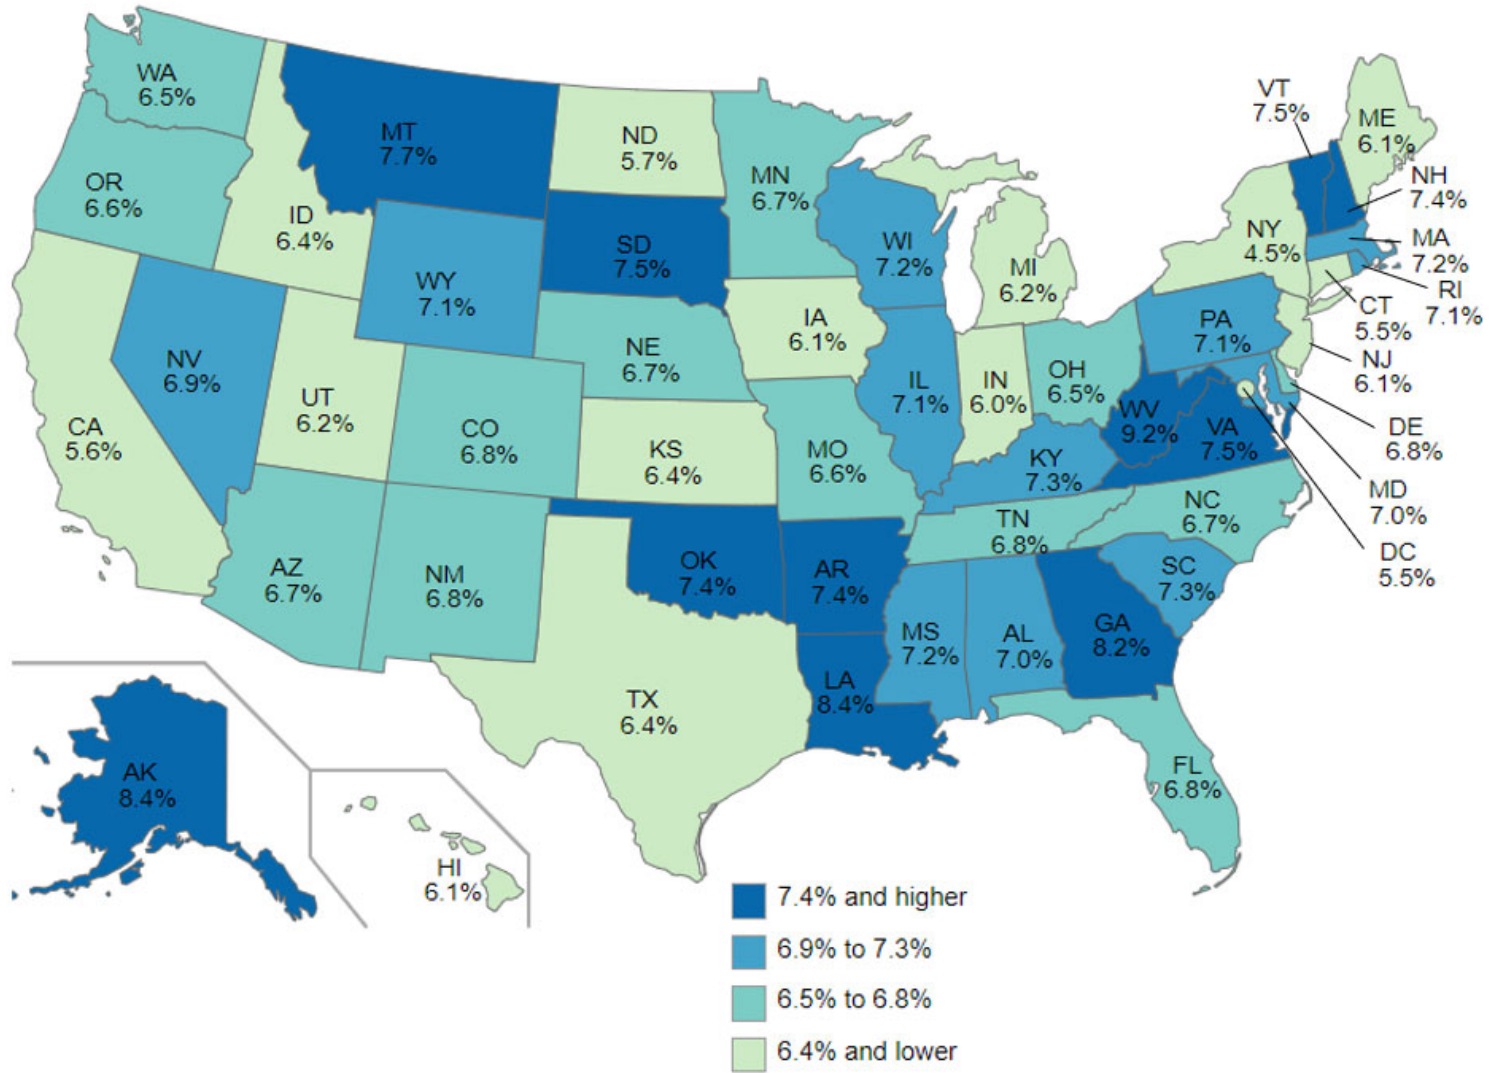 WA
6.5%
OR
6.6%
CA
5.6%
NV
6.9%
ID
6.4%
MT
7.7%
WY
7.1%
UT
6.2%
AZ
6.7%
CO
6.8%
NM
6.8%
ND
5.7%
SD
7.5%
NE
6.7%
KS
6.4%
OK
7.4%
TX
6.4%
MN
6.7%
IA
6.1%
MO
6.6%
AR
7.4%
LA
8.4%
WI
7.2%
IL
7.1%
MI
6.2%
IN
6.0%
OH
6.5%
KY
7.3%
TN
6.8%
MS
7.2%
AL
7.0%
GA
8.2%
FL
6.8%
SC
7.3%
NC
6.7%
WV
9.2%
VA
7.5%
PA
7.1%
NY
4.5%
VT
7.5%
ME
6.1%
NH
7.4%
MA
7.2%
RI
7.1%
CT
5.5%
NJ
6.1%
DE
6.8%
MD
7.0%
DC
5.5%
AK
8.4%
HI
6.1%
7.4% and higher
6.9% to 7.3%
6.5% to 6.8%
6.4% and lower